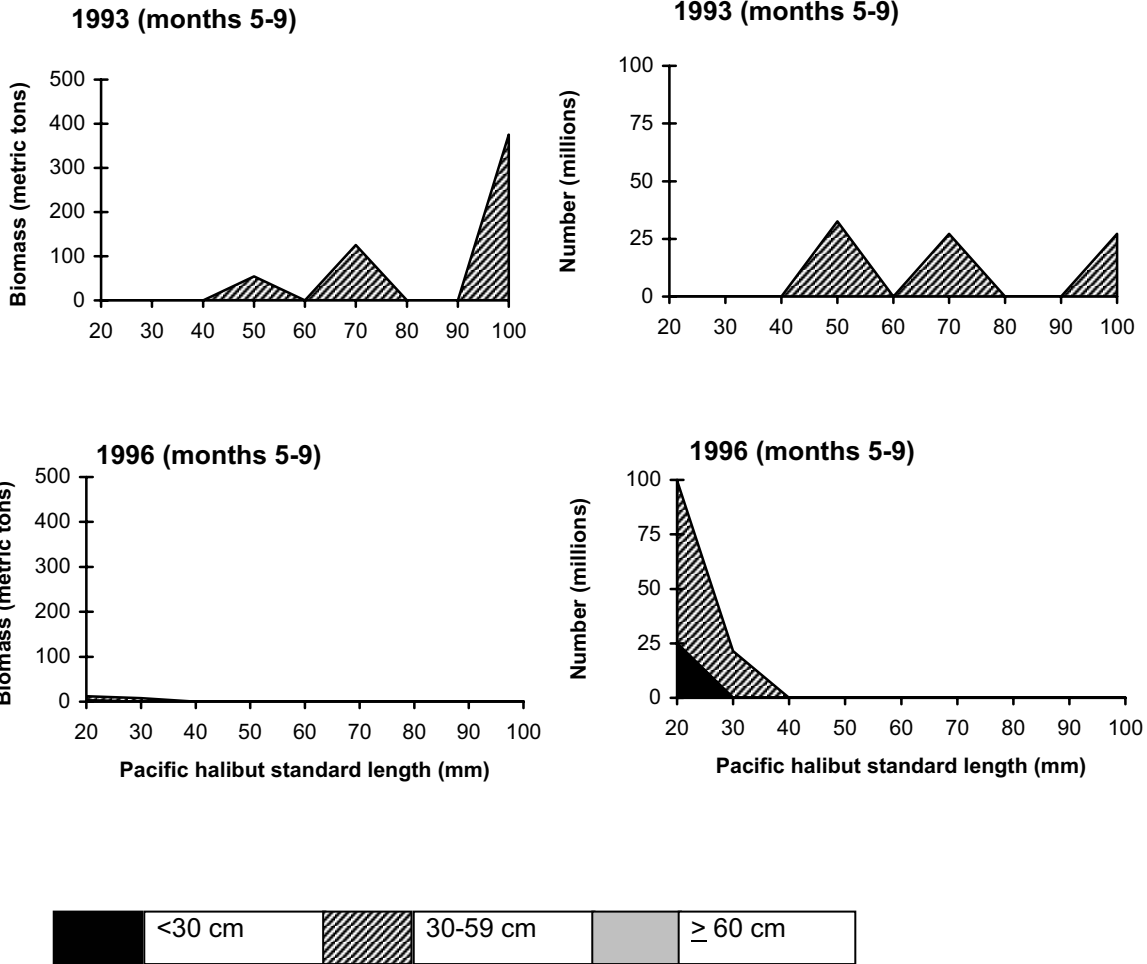 1993 (months 5-9)
Biomass (metric tons)
500
400
300
200
100
0
20 30 40 50 60 70 80 90 100
1993 (months 5-9)
Number (millions)
100
75
50
25
0
20 30 40 50 60 70 80 90 100
1996 (months 5-9)
Biomass (metric tons)
500
400
300
200
100
0
20 30 40 50 60 70 80 90 100
Pacific halibut standard length (mm)
1996 (months 5-9)
Number (millions)
100
75
50
25
0
20 30 40 50 60 70 80 90 100
Pacific halibut standard length (mm)
<30 cm 30-59 cm ≥ 60 cm